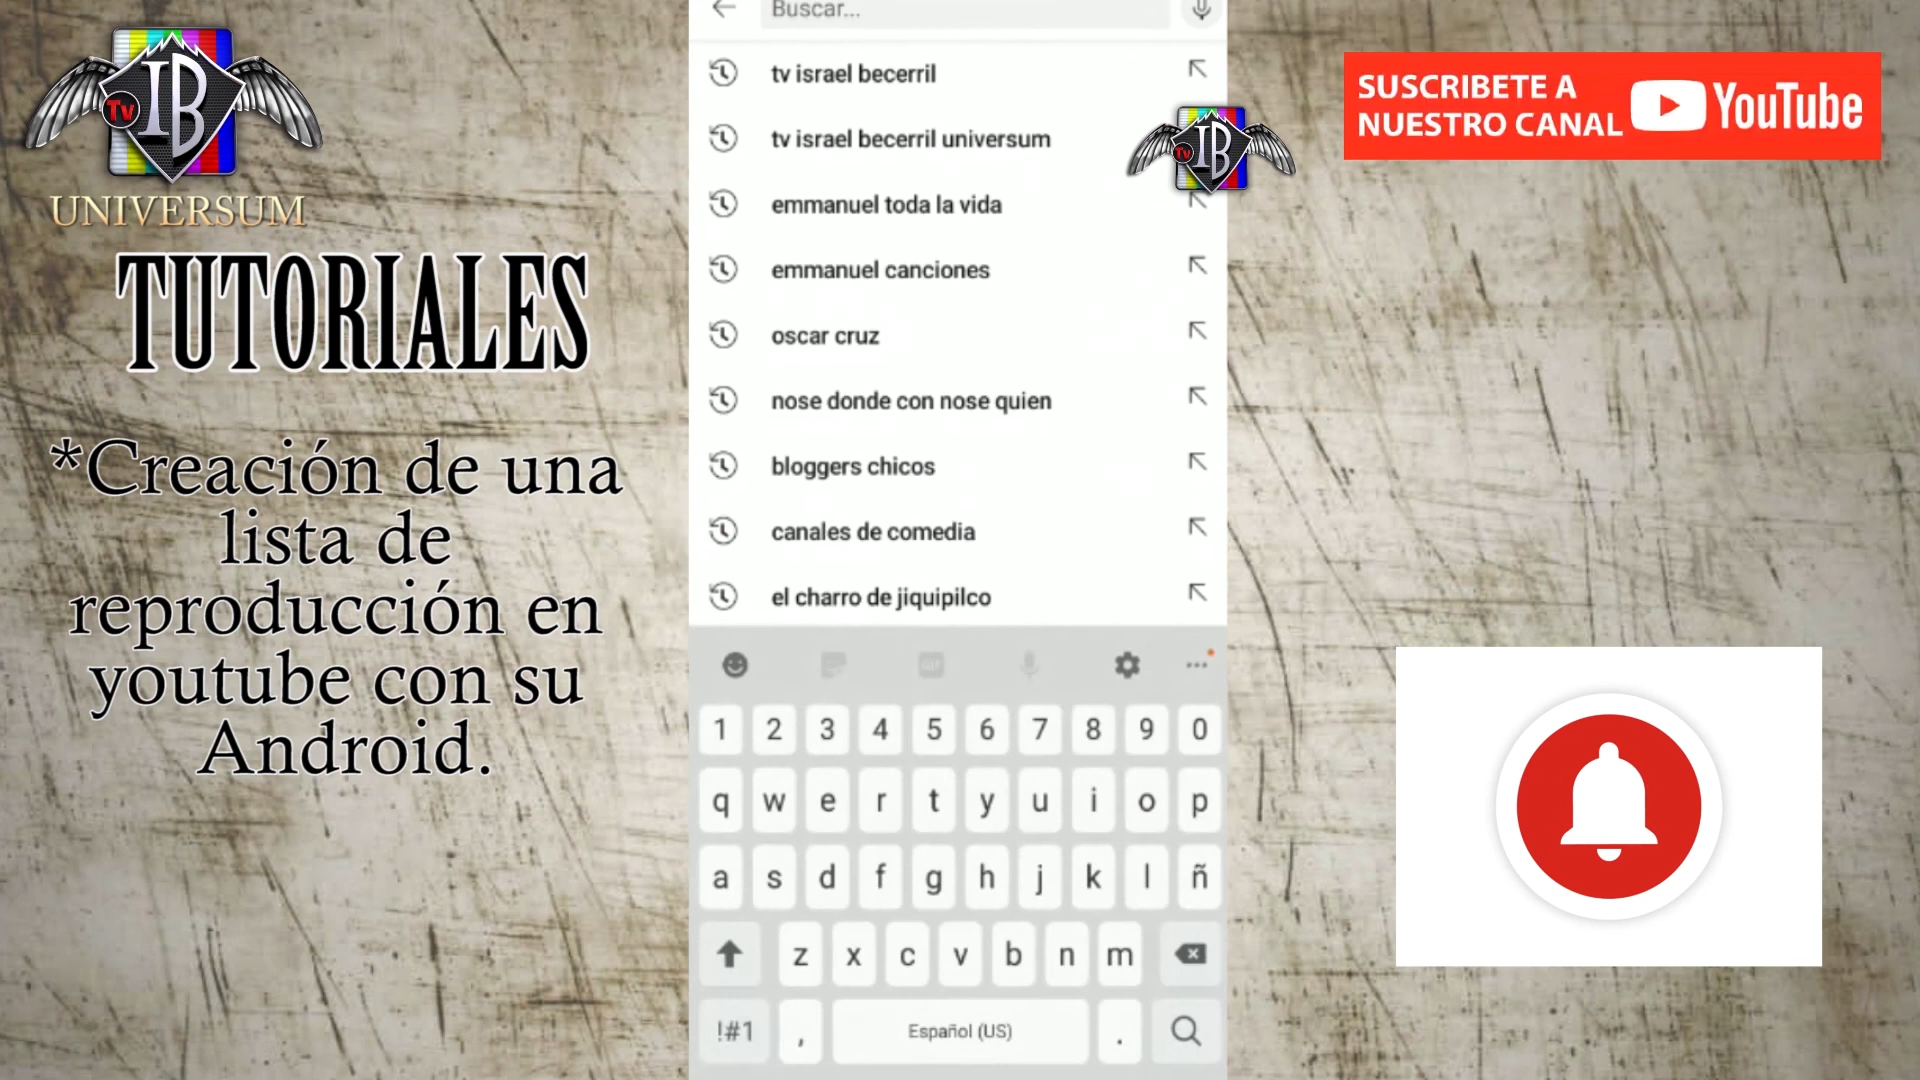 IB
Tv
UNIVERSUM
TUTORIALES
*Creación de una
lista de
reproducción en
youtube con su
Android.
Buscar...
tv israel becerril
tv israel becerril universum
emmanuel toda la vida
emmanuel canciones
oscar cruz
nose donde con nose quien
bloggers chicos
canales de comedia
el charro de jiquipilco
GIF
1 2 3 4 5 6 7 8 9 0
q w e r t y u i o p
a s d f g h j k l ñ
z x c v b n m
!#1 , Español (US) .
IB
Tv
SUSCRIBETE A
NUESTRO CANAL
YouTube